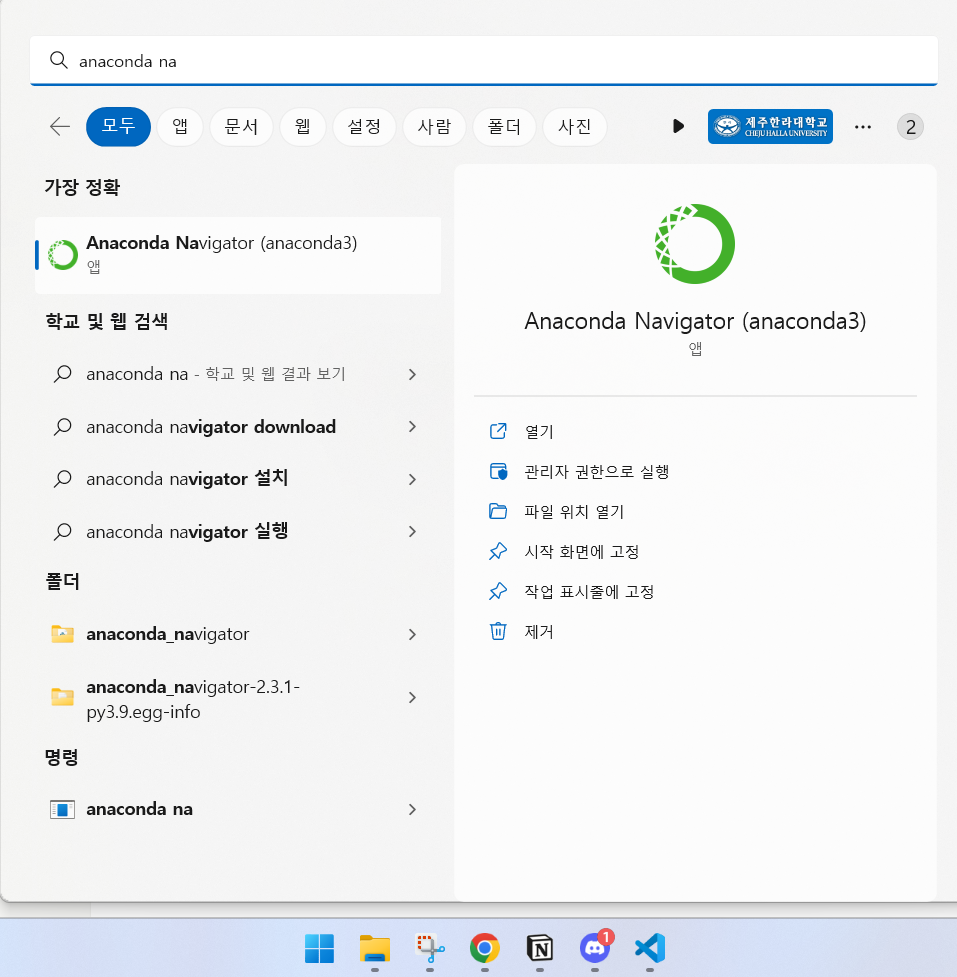 anaconda na
모두 앱 문서 웹 설정 사람 폴더 사진 제주한라대학교 2
CHEJU HALLA UNIVERSITY
가장 정확
Anaconda Navigator (anaconda3)
앱
학교 및 웹 검색
anaconda na - 학교 및 웹 결과 보기
anaconda navigator download
anaconda navigator 설치
anaconda navigator 실행
폴더
anaconda_navigator
anaconda_navigator-2.3.1-
py3.9.egg-info
명령
anaconda na
Anaconda Navigator (anaconda3)
앱
열기
관리자 권한으로 실행
파일 위치 열기
시작 화면에 고정
작업 표시줄에 고정
제거
1